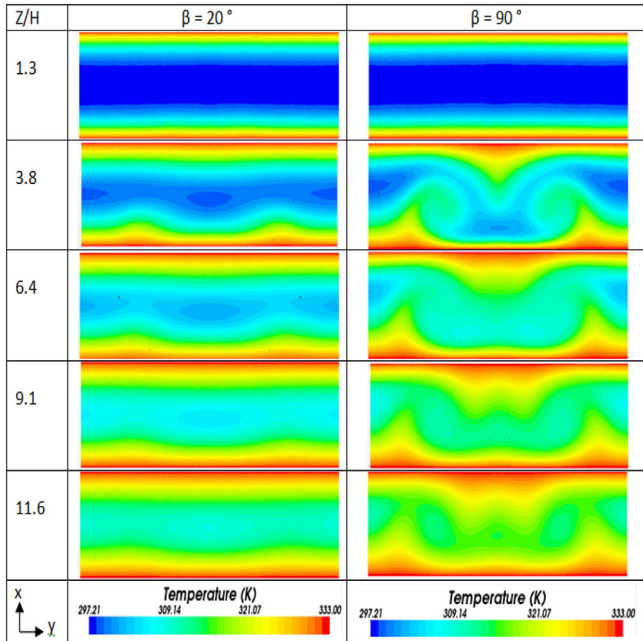 Z/H β = 20 ° β = 90 °
1.3
3.8
6.4
9.1
11.6
x
y
Temperature (K) Temperature (K)
297.21 309.14 321.07 333.00 297.21 309.14 321.07 333.00